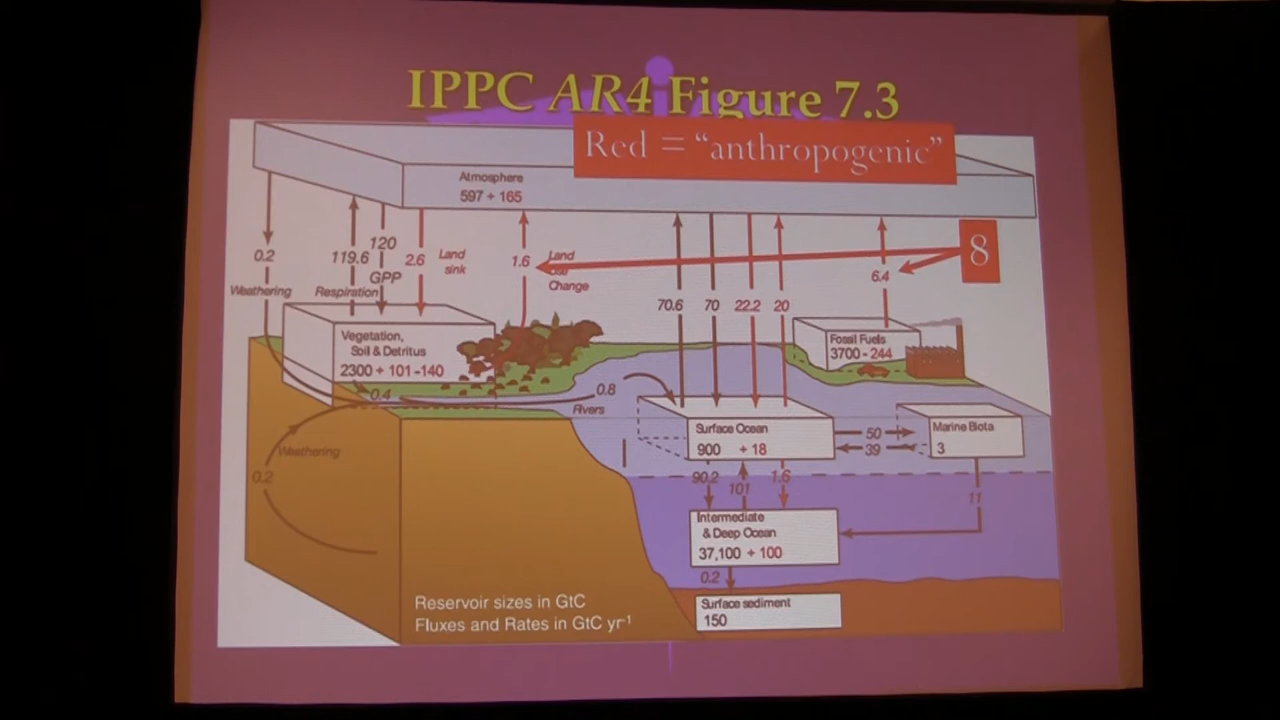 IPPC AR4 Figure 7.3
Red = “anthropogenic”
Atmosphere
597 + 165
8
0.2
Weathering
119.6
Respiration
120
GPP
2.6
Land
sink
1.6
Land
Use
Change
70.6
70
22.2
20
6.4
Vegetation,
Soil & Detritus
2300 + 101 -140
Fossil Fuels
3700 - 244
0.4
0.8
Rivers
Surface Ocean
900 + 18
50
39
Marine Biota
3
Weathering
0.2
90.2
101
1.6
11
Intermediate
& Deep Ocean
37,100 + 100
0.2
Surface sediment
150
Reservoir sizes in GtC
Fluxes and Rates in GtC yr⁻¹